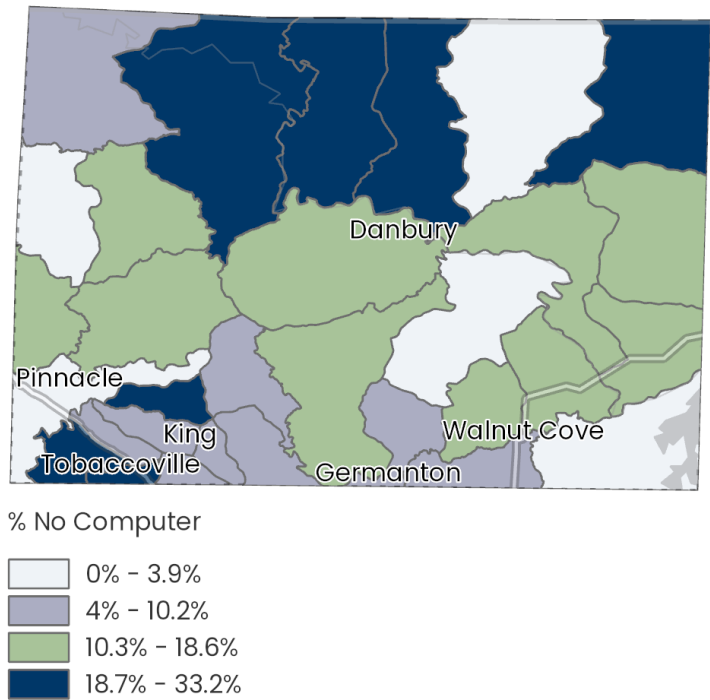 Danbury
Pinnacle
King
Walnut Cove
Tobaccoville
Germanton
% No Computer
0% - 3.9%
4% - 10.2%
10.3% - 18.6%
18.7% - 33.2%